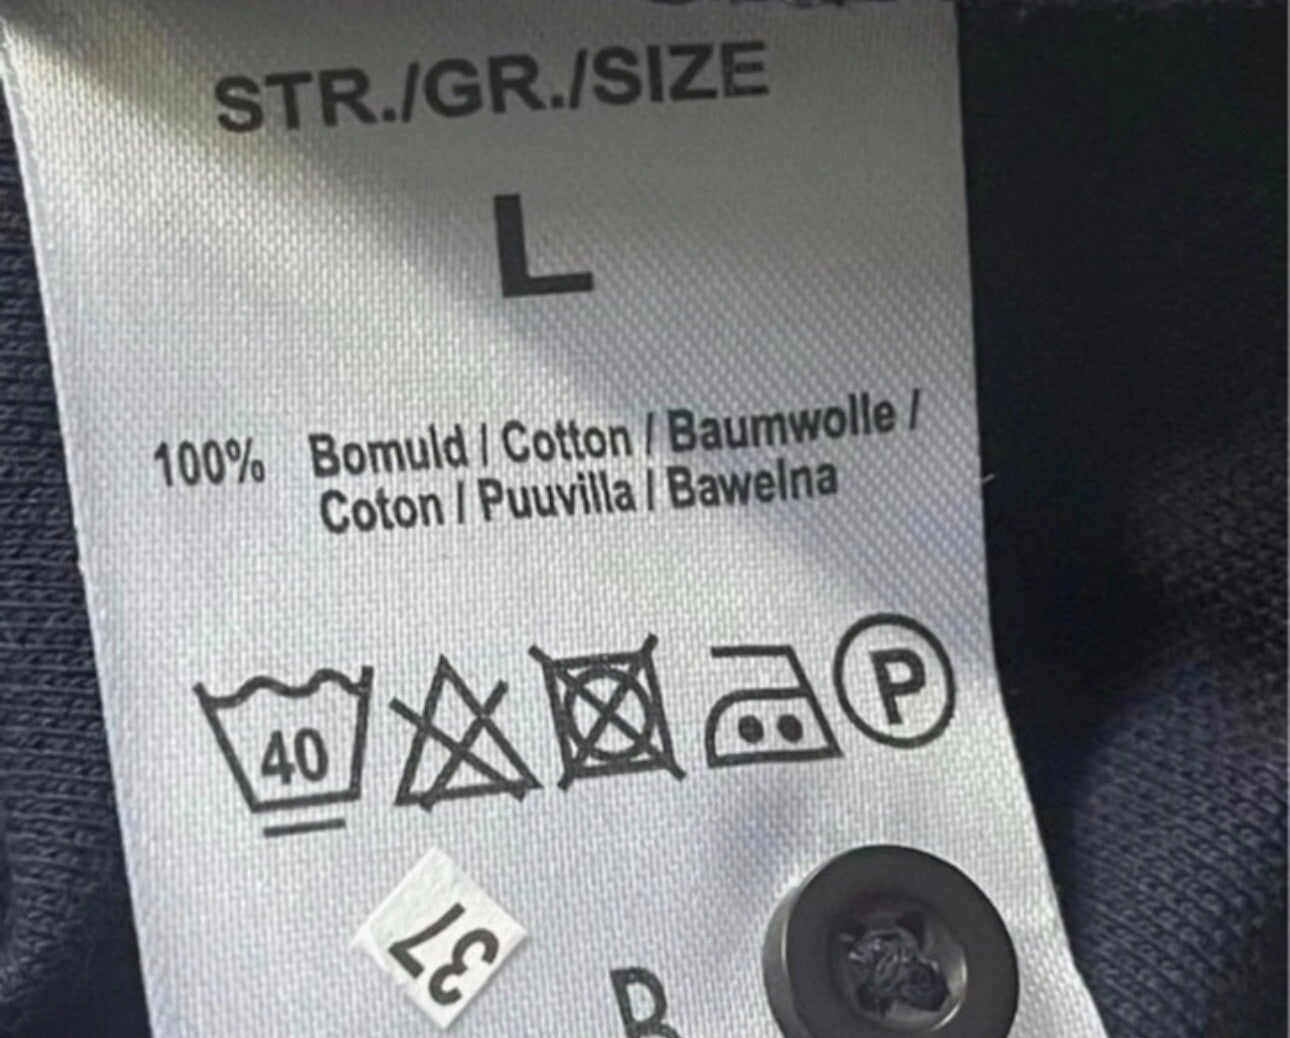 STR./GR./SIZE
L
100% Bomuld / Cotton / Baumwolle /
Coton / Puuvilla / Bawelna
40
P
37